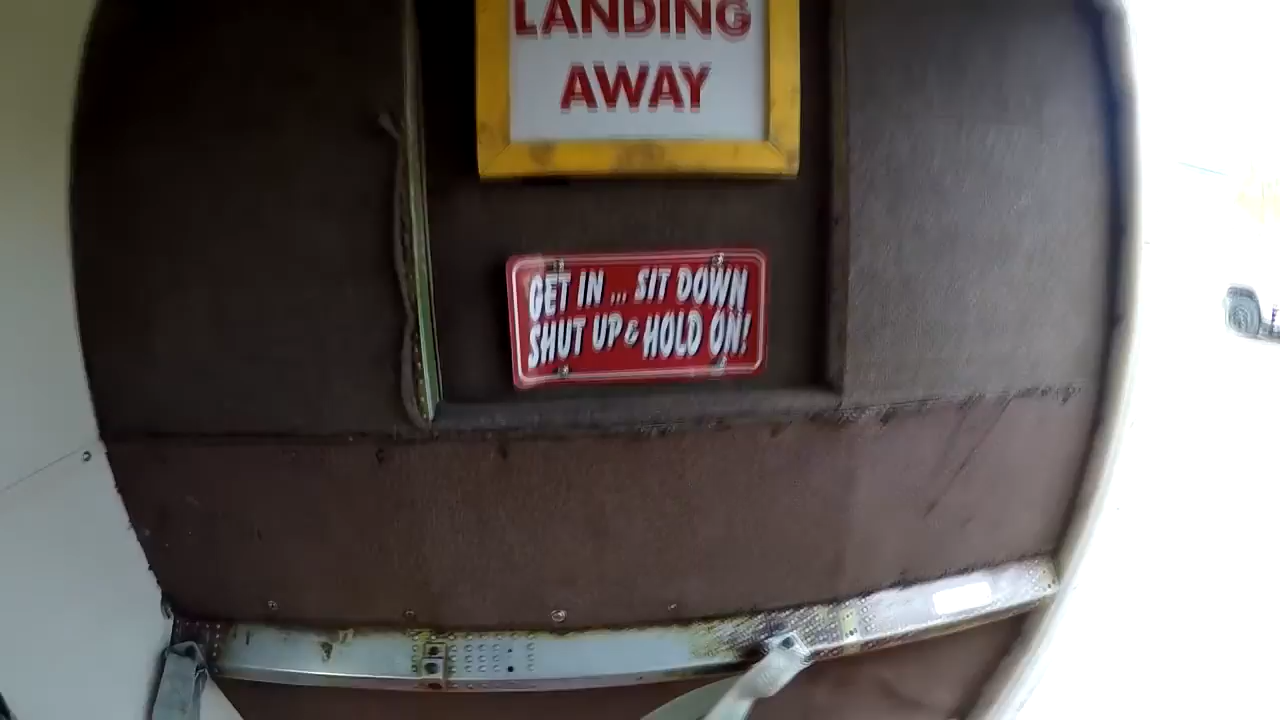 LANDING
AWAY
GET IN ... SIT DOWN
SHUT UP & HOLD ON!